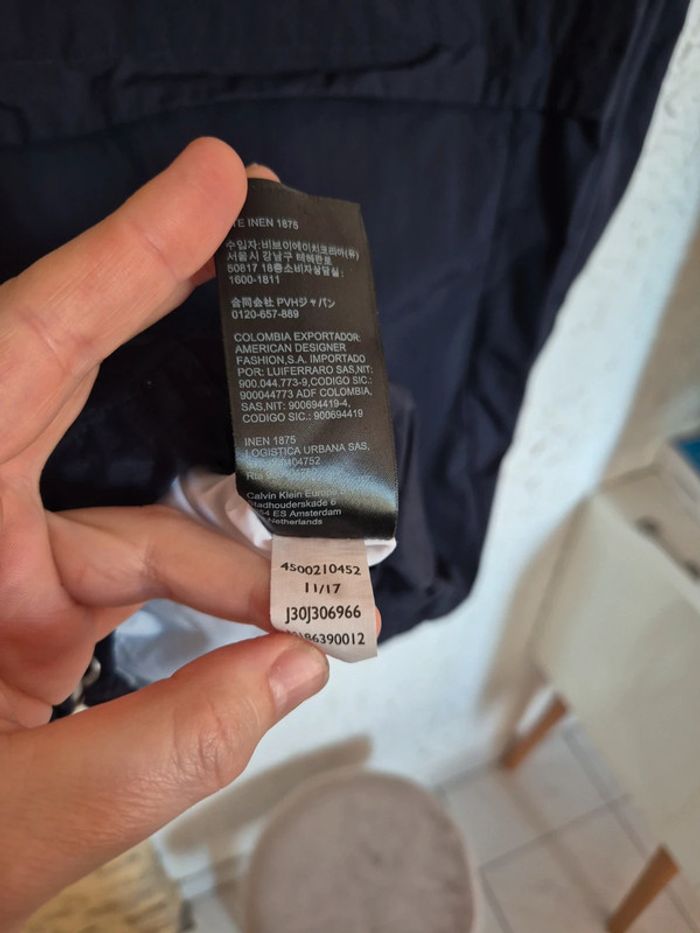 TE INEN 1875
수입자:비브이에이치코리아(유)
서울시 강남구 테헤란로
50817 18층소비자상담실:
1600-1811
合同会社 PVHジャパン
0120-657-889
COLOMBIA EXPORTADOR:
AMERICAN DESIGNER
FASHION,S.A. IMPORTADO
POR: LUIFERRARO SAS,NIT:
900.044.773-9,CODIGO SIC.:
900044773 ADF COLOMBIA,
SAS,NIT: 900694419-4,
CODIGO SIC.: 900694419
INEN 1875
LOGISTICA URBANA SAS.
Calvin Klein Europe
Stadhouderskade 6
ES Amsterdam
Netherlands
4500210452
11/17
J30J306966